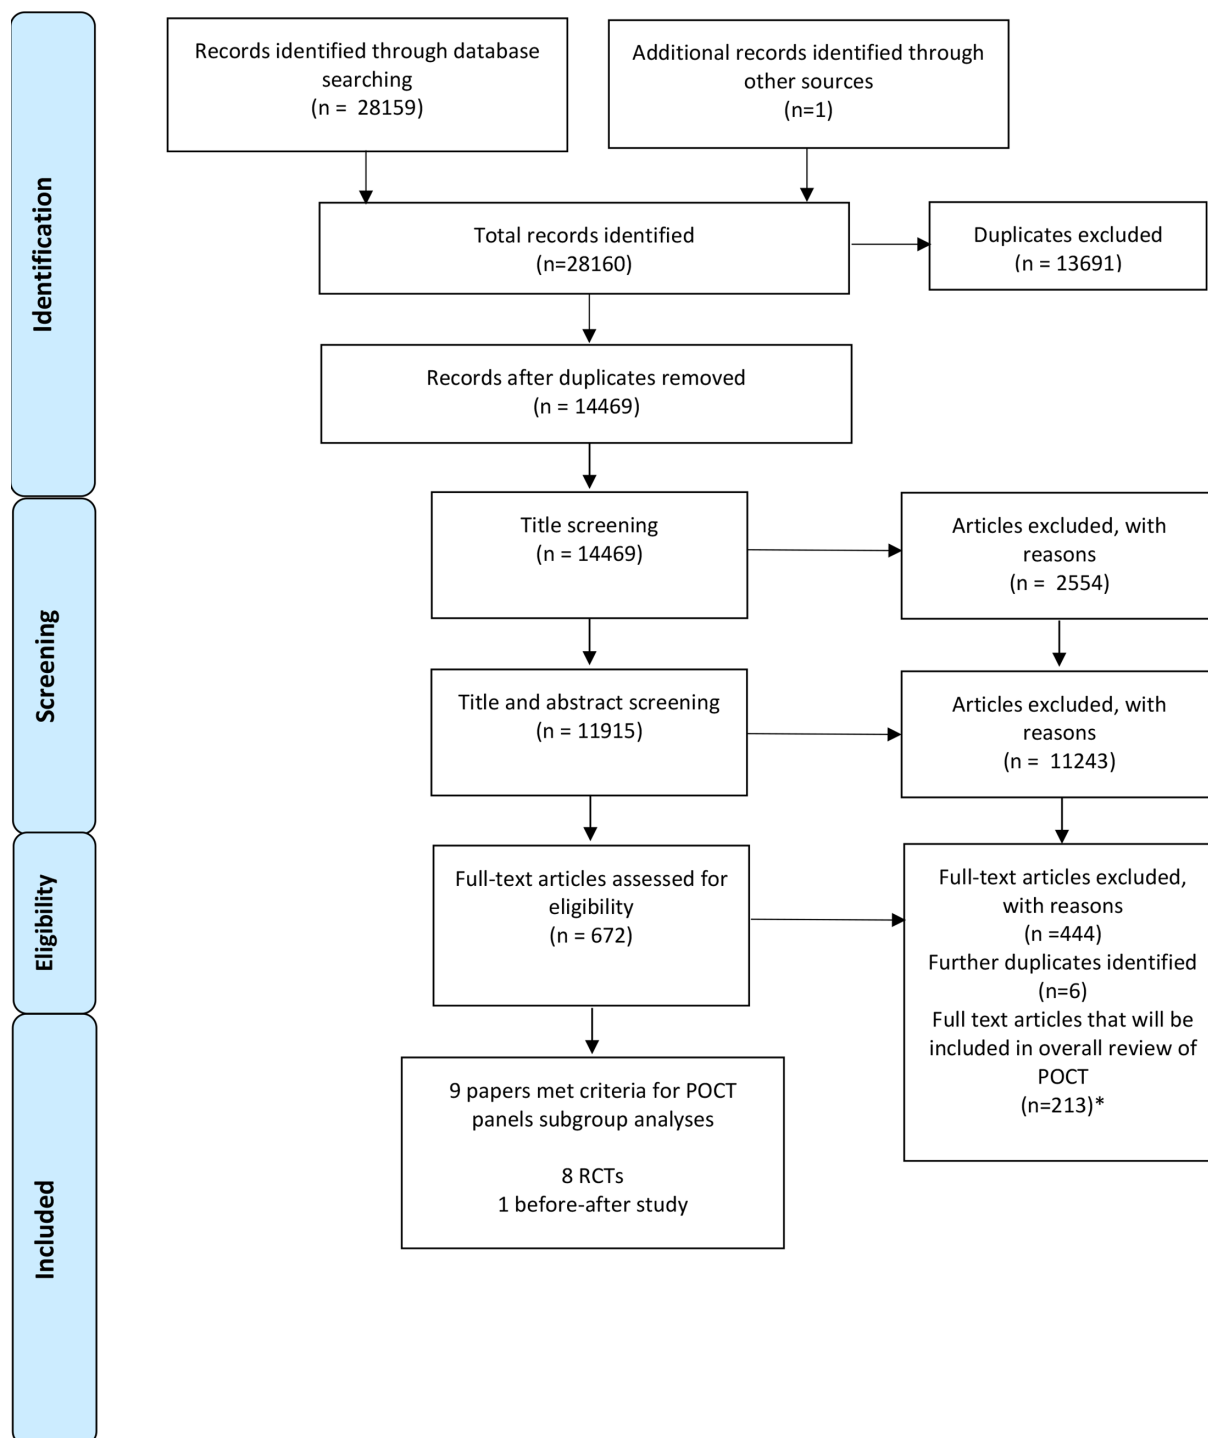 Records identified through database
searching
(n =  28159)
Additional records identified through
other sources
(n=1)
Identification
Total records identified
(n=28160)
Duplicates excluded
(n = 13691)
Records after duplicates removed
(n = 14469)
Screening
Title screening
(n = 14469)
Articles excluded, with
reasons
(n =  2554)
Title and abstract screening
(n = 11915)
Articles excluded, with
reasons
(n =  11243)
Eligibility
Full-text articles assessed for
eligibility
(n = 672)
Full-text articles excluded,
with reasons
(n =444)
Further duplicates identified
(n=6)
Full text articles that will be
included in overall review of
POCT
(n=213)*
Included
9 papers met criteria for POCT
panels subgroup analyses
8 RCTs
1 before-after study